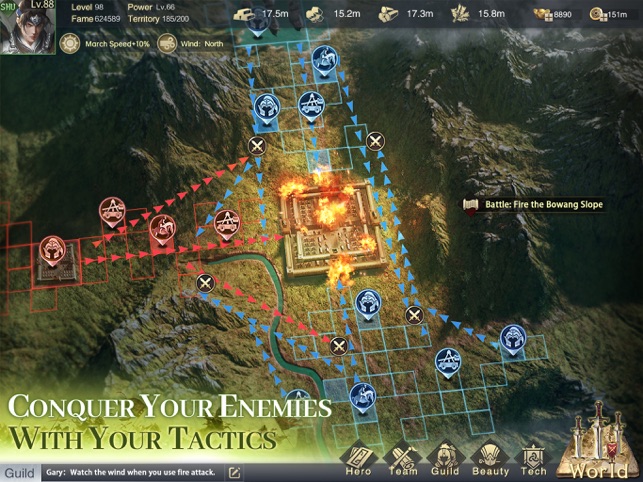 SHU Lv.88
Level 98 Power Lv.66 17.5m 15.2m 17.3m 15.8m 8890 151m
Fame 624589 Territory 185/200
March Speed+10% Wind: North
Battle: Fire the Bowang Slope
CONQUER YOUR ENEMIES
WITH YOUR TACTICS
Hero Team Guild Beauty Tech World
Guild Gary: Watch the wind when you use fire attack.